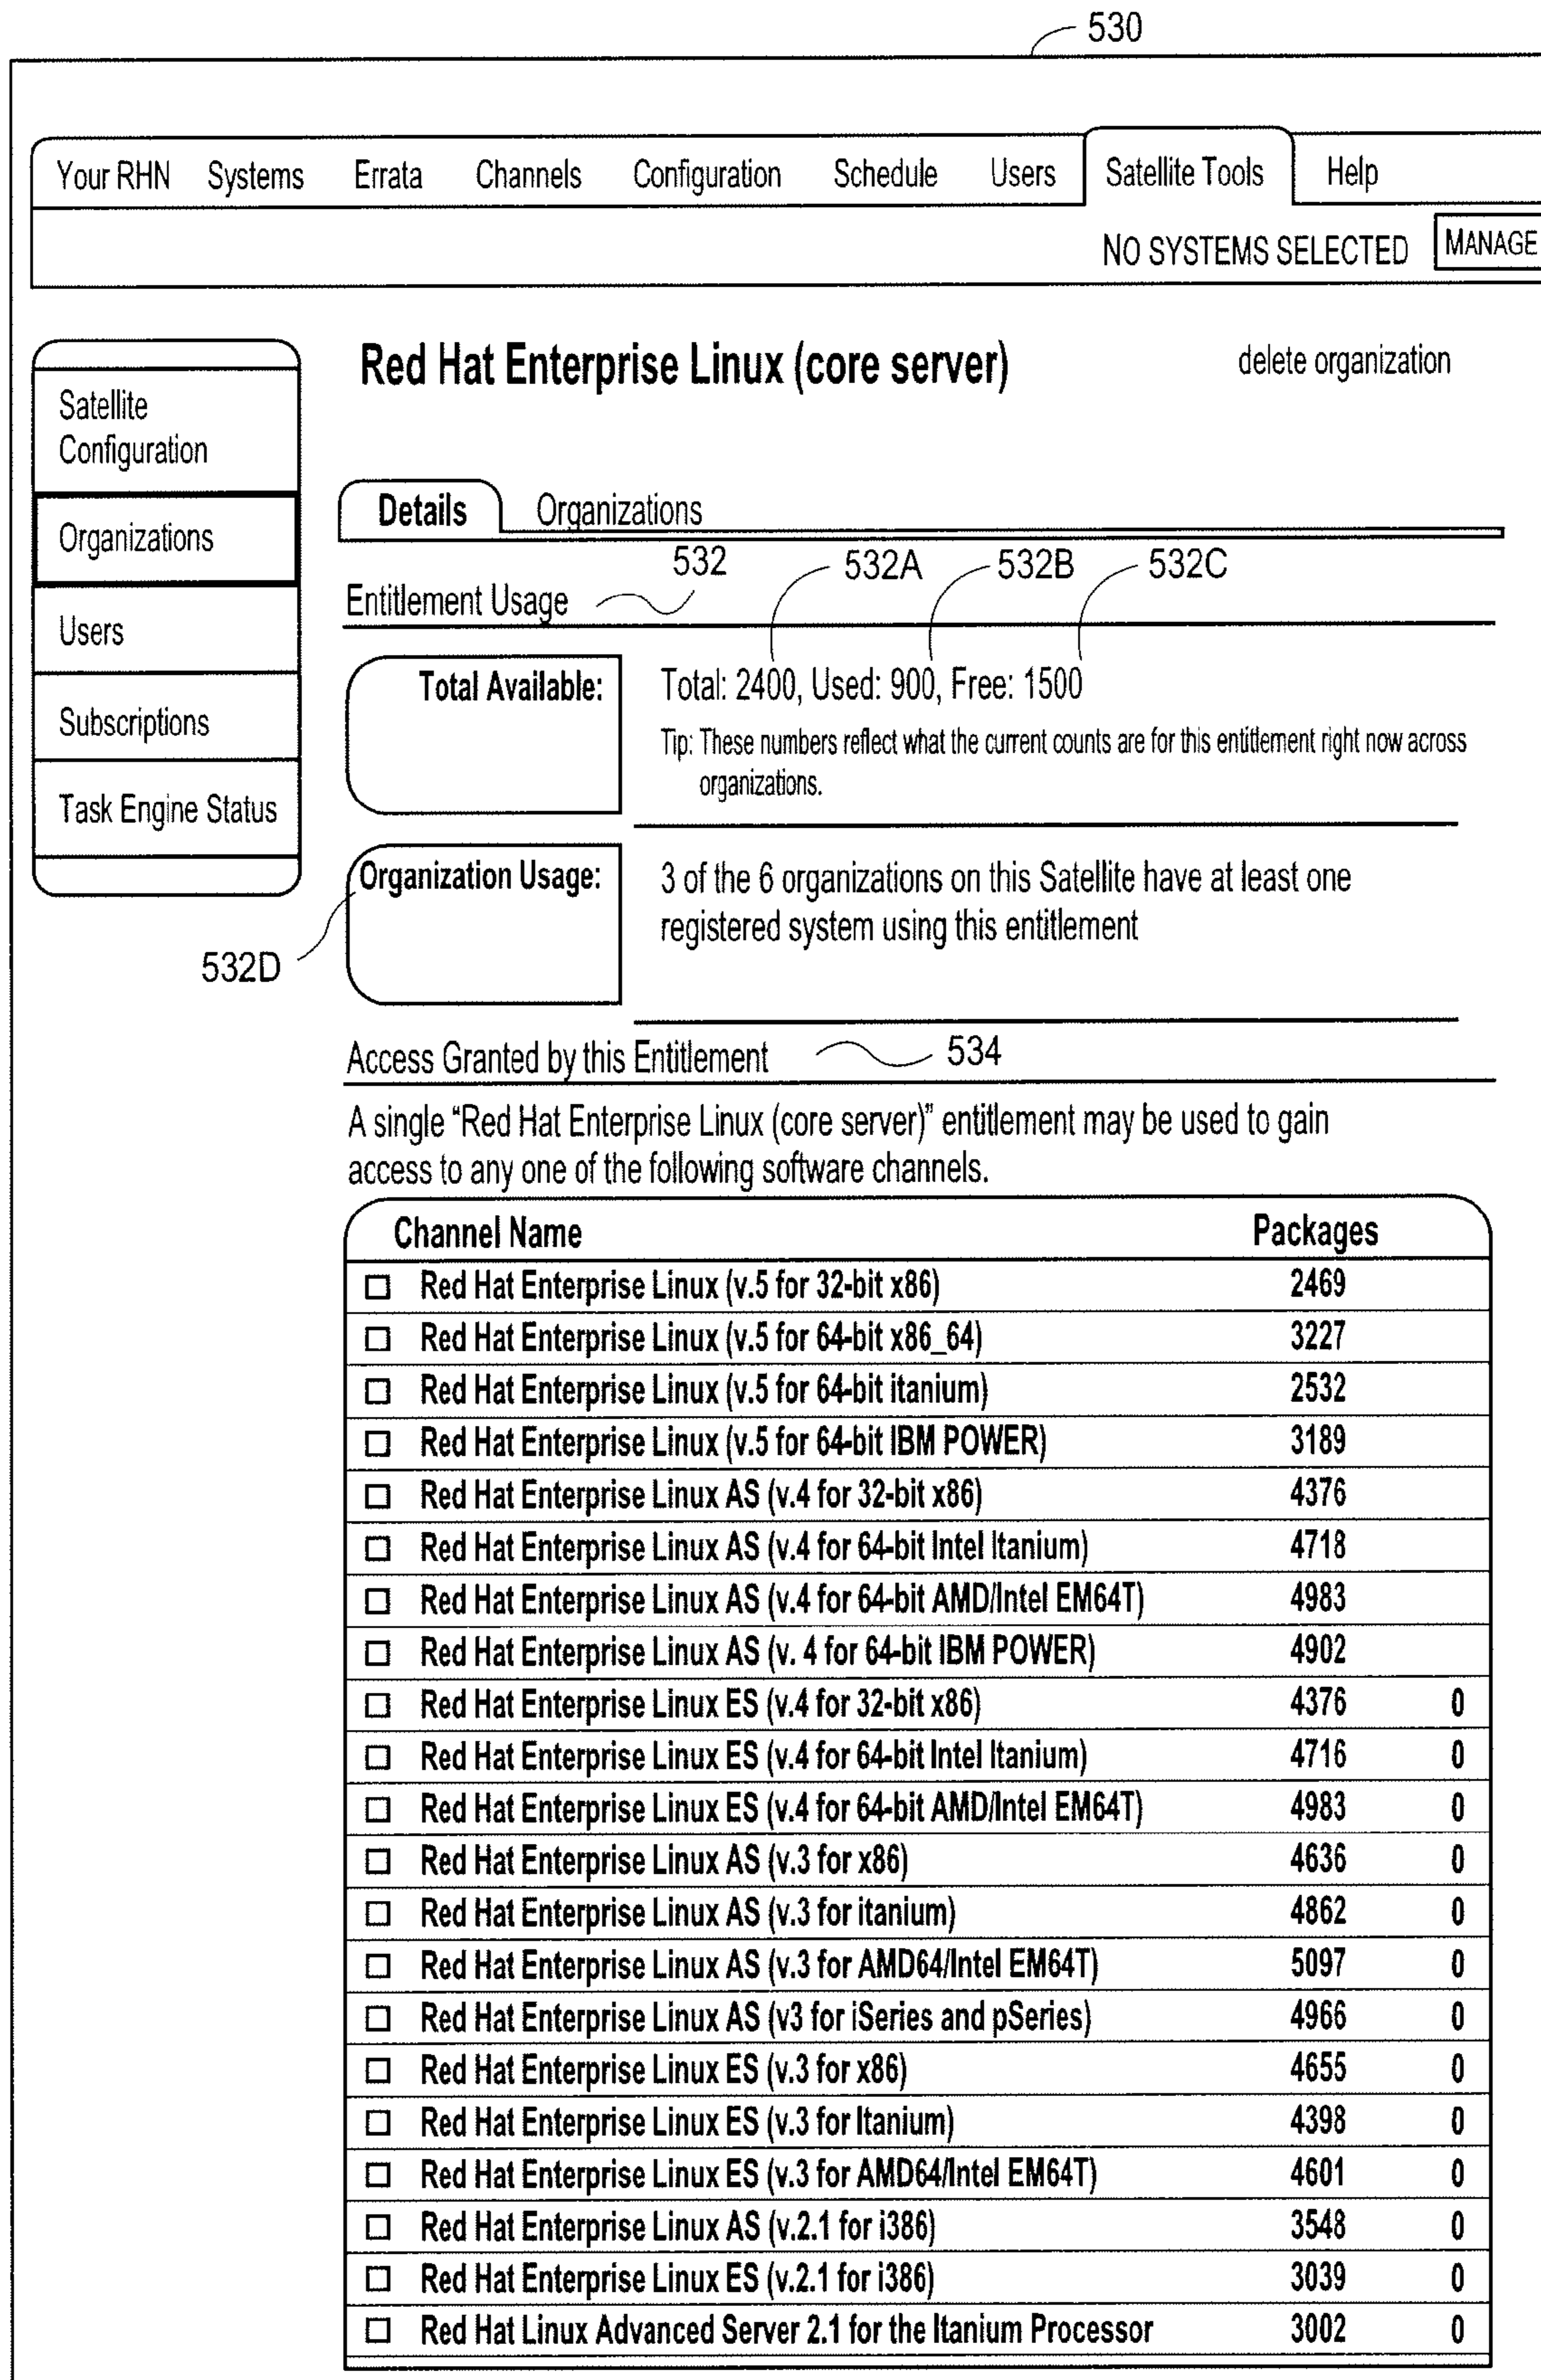 530
Your RHN Systems Errata Channels Configuration Schedule Users Satellite Tools Help
NO SYSTEMS SELECTED MANAGE
Satellite
Configuration
Organizations
Users
Subscriptions
Task Engine Status
Red Hat Enterprise Linux (core server) delete organization
Details Organizations
532 532A 532B 532C
Entitlement Usage
Total Available: Total: 2400, Used: 900, Free: 1500
Tip: These numbers reflect what the current counts are for this entitlement right now across
organizations.
Organization Usage: 3 of the 6 organizations on this Satellite have at least one
registered system using this entitlement
532D
Access Granted by this Entitlement 534
A single “Red Hat Enterprise Linux (core server)” entitlement may be used to gain
access to any one of the following software channels.
Channel Name Packages
Red Hat Enterprise Linux (v.5 for 32-bit x86) 2469
Red Hat Enterprise Linux (v.5 for 64-bit x86_64) 3227
Red Hat Enterprise Linux (v.5 for 64-bit itanium) 2532
Red Hat Enterprise Linux (v.5 for 64-bit IBM POWER) 3189
Red Hat Enterprise Linux AS (v.4 for 32-bit x86) 4376
Red Hat Enterprise Linux AS (v.4 for 64-bit Intel Itanium) 4718
Red Hat Enterprise Linux AS (v.4 for 64-bit AMD/Intel EM64T) 4983
Red Hat Enterprise Linux AS (v. 4 for 64-bit IBM POWER) 4902
Red Hat Enterprise Linux ES (v.4 for 32-bit x86) 4376 0
Red Hat Enterprise Linux ES (v.4 for 64-bit Intel Itanium) 4716 0
Red Hat Enterprise Linux ES (v.4 for 64-bit AMD/Intel EM64T) 4983 0
Red Hat Enterprise Linux AS (v.3 for x86) 4636 0
Red Hat Enterprise Linux AS (v.3 for itanium) 4862 0
Red Hat Enterprise Linux AS (v.3 for AMD64/Intel EM64T) 5097 0
Red Hat Enterprise Linux AS (v3 for iSeries and pSeries) 4966 0
Red Hat Enterprise Linux ES (v.3 for x86) 4655 0
Red Hat Enterprise Linux ES (v.3 for Itanium) 4398 0
Red Hat Enterprise Linux ES (v.3 for AMD64/Intel EM64T) 4601 0
Red Hat Enterprise Linux AS (v.2.1 for i386) 3548 0
Red Hat Enterprise Linux ES (v.2.1 for i386) 3039 0
Red Hat Linux Advanced Server 2.1 for the Itanium Processor 3002 0